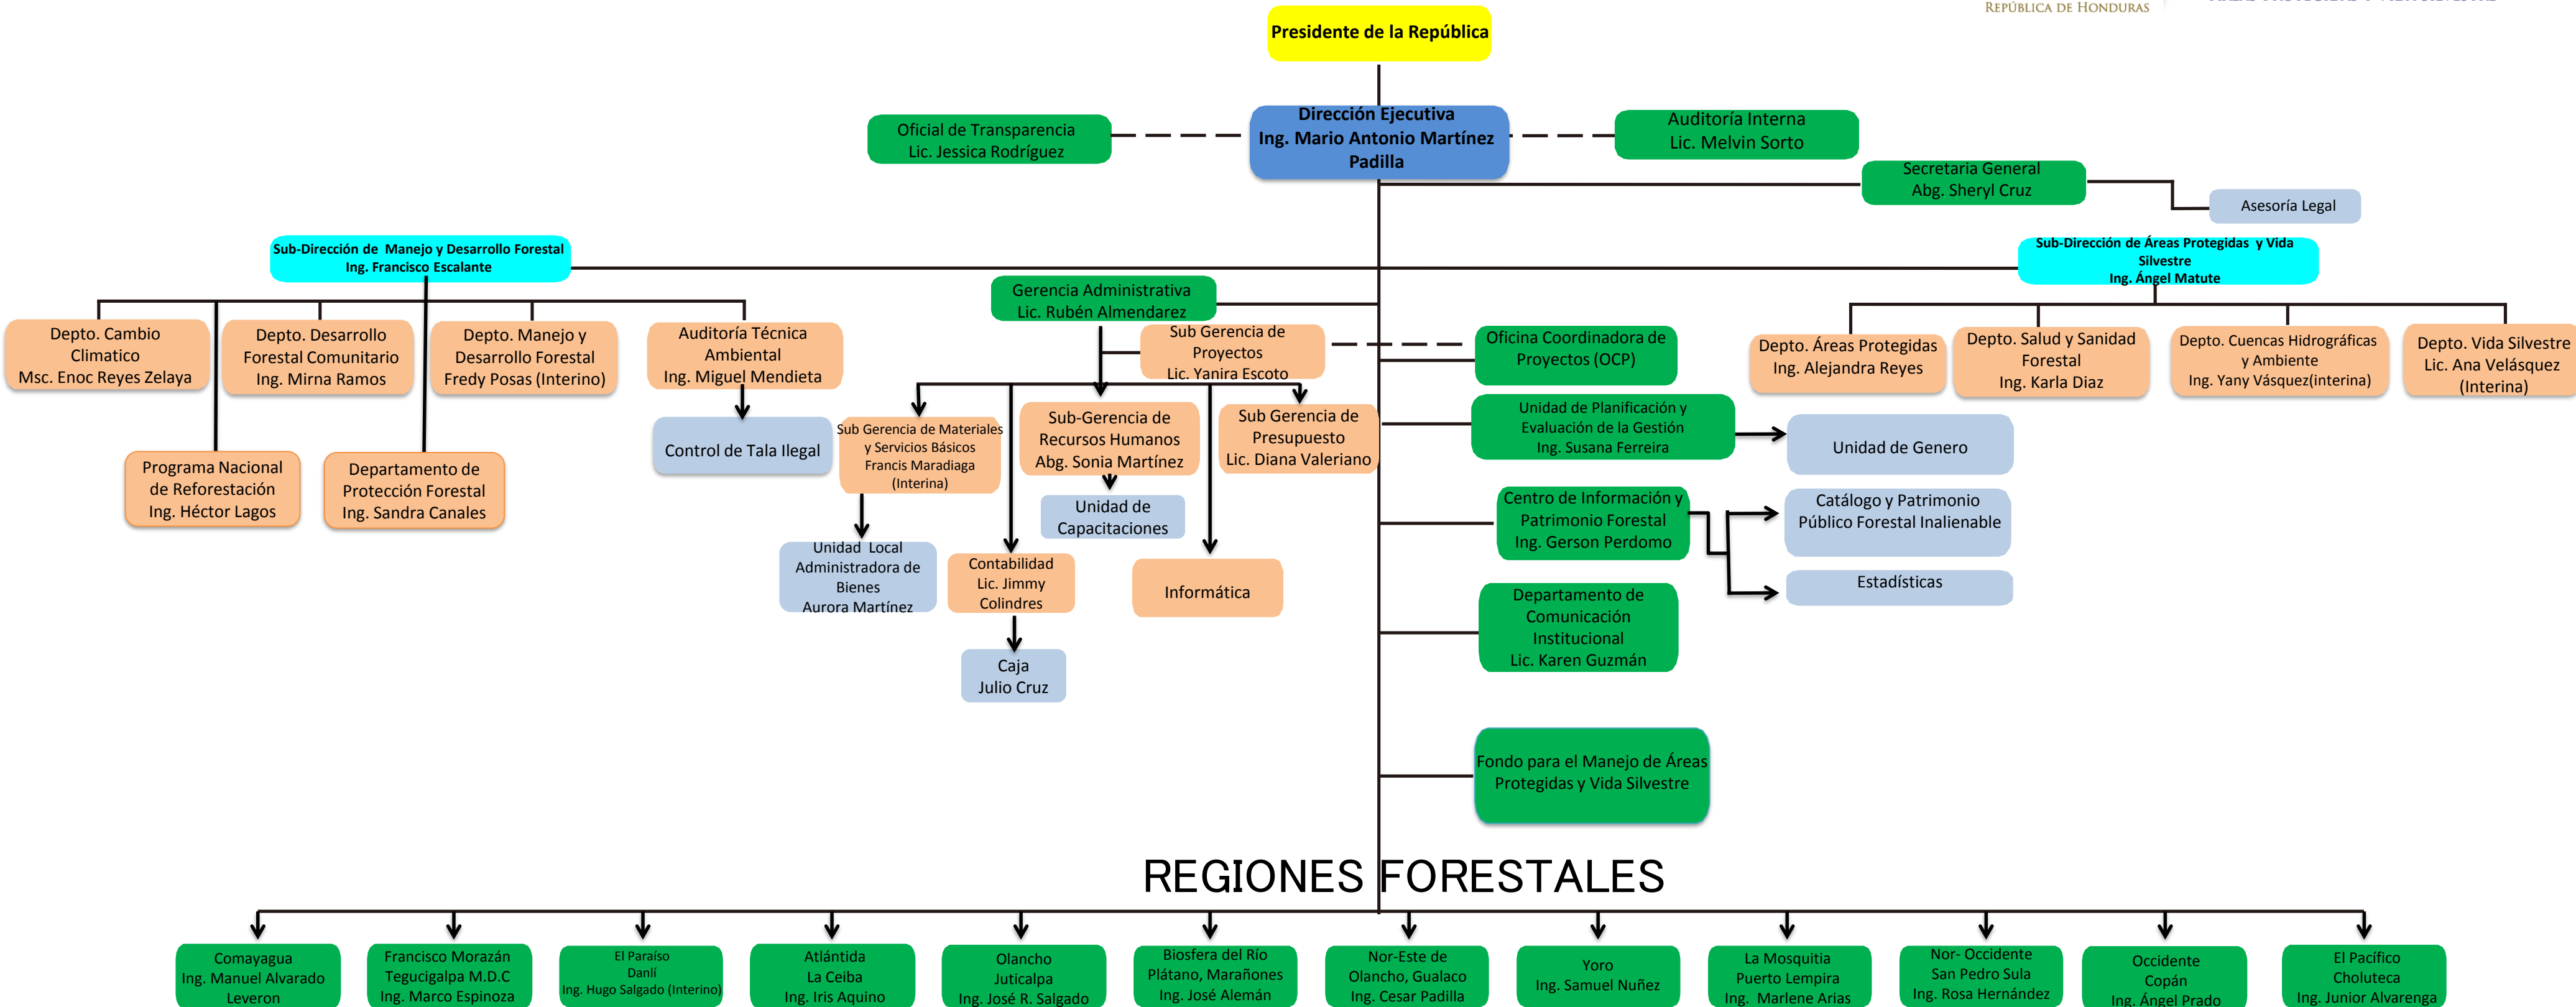 REPÚBLICA DE HONDURAS
Presidente de la República
Dirección Ejecutiva
Ing. Mario Antonio Martínez
Padilla
Oficial de Transparencia
Lic. Jessica Rodríguez
Auditoría Interna
Lic. Melvin Sorto
Secretaria General
Abg. Sheryl Cruz
Asesoría Legal
Sub-Dirección de Manejo y Desarrollo Forestal
Ing. Francisco Escalante
Sub-Dirección de Áreas Protegidas y Vida
Silvestre
Ing. Ángel Matute
Gerencia Administrativa
Lic. Rubén Almendarez
Depto. Cambio
Climatico
Msc. Enoc Reyes Zelaya
Depto. Desarrollo
Forestal Comunitario
Ing. Mirna Ramos
Depto. Manejo y
Desarrollo Forestal
Fredy Posas (Interino)
Auditoría Técnica
Ambiental
Ing. Miguel Mendieta
Sub Gerencia de
Proyectos
Lic. Yanira Escoto
Oficina Coordinadora de
Proyectos (OCP)
Depto. Áreas Protegidas
Ing. Alejandra Reyes
Depto. Salud y Sanidad
Forestal
Ing. Karla Diaz
Depto. Cuencas Hidrográficas
y Ambiente
Ing. Yany Vásquez(interina)
Depto. Vida Silvestre
Lic. Ana Velásquez
(Interina)
Programa Nacional
de Reforestación
Ing. Héctor Lagos
Departamento de
Protección Forestal
Ing. Sandra Canales
Control de Tala Ilegal
Sub Gerencia de Materiales
y Servicios Básicos
Francis Maradiaga
(Interina)
Sub-Gerencia de
Recursos Humanos
Abg. Sonia Martínez
Sub Gerencia de
Presupuesto
Lic. Diana Valeriano
Unidad de Planificación y
Evaluación de la Gestión
Ing. Susana Ferreira
Unidad de Genero
Unidad de
Capacitaciones
Centro de Información y
Patrimonio Forestal
Ing. Gerson Perdomo
Catálogo y Patrimonio
Público Forestal Inalienable
Estadísticas
Unidad Local
Administradora de
Bienes
Aurora Martínez
Contabilidad
Lic. Jimmy
Colindres
Informática
Departamento de
Comunicación
Institucional
Lic. Karen Guzmán
Caja
Julio Cruz
Fondo para el Manejo de Áreas
Protegidas y Vida Silvestre
REGIONES FORESTALES
Comayagua
Ing. Manuel Alvarado
Leveron
Francisco Morazán
Tegucigalpa M.D.C
Ing. Marco Espinoza
El Paraíso
Danlí
Ing. Hugo Salgado (Interino)
Atlántida
La Ceiba
Ing. Iris Aquino
Olancho
Juticalpa
Ing. José R. Salgado
Biosfera del Río
Plátano, Marañones
Ing. José Alemán
Nor-Este de
Olancho, Gualaco
Ing. Cesar Padilla
Yoro
Ing. Samuel Nuñez
La Mosquitia
Puerto Lempira
Ing. Marlene Arias
Nor- Occidente
San Pedro Sula
Ing. Rosa Hernández
Occidente
Copán
Ing. Ángel Prado
El Pacífico
Choluteca
Ing. Junior Alvarenga